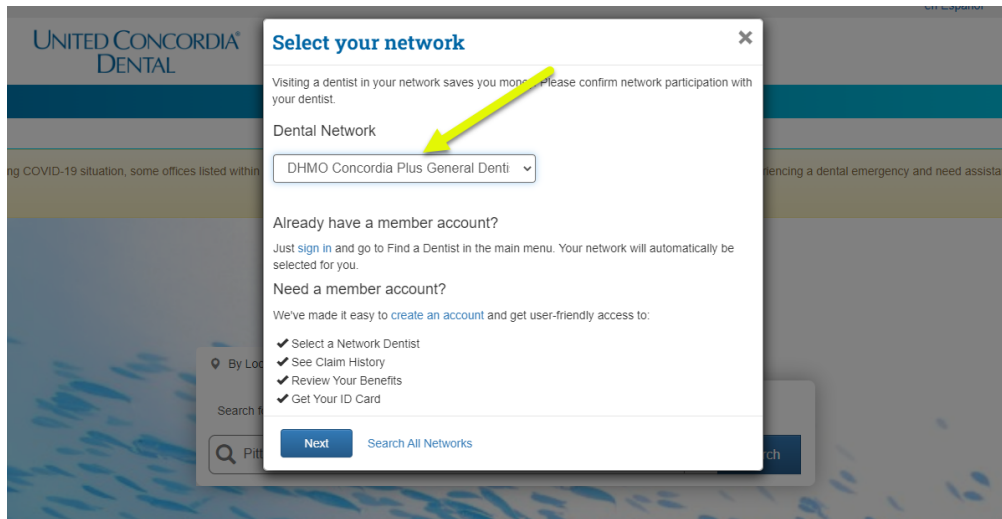 en Español
UNITED CONCORDIA®
DENTAL
Select your network
×
Visiting a dentist in your network saves you Please confirm network participation with
your dentist.
Dental Network
DHMO Concordia Plus General Denti
ng COVID-19 situation, some offices listed within
iencing a dental emergency and need assista
Already have a member account?
Just sign in and go to Find a Dentist in the main menu. Your network will automatically be
selected for you.
Need a member account?
We've made it easy to create an account and get user-friendly access to:
✔ Select a Network Dentist
✔ See Claim History
✔ Review Your Benefits
✔ Get Your ID Card
By Loc
Search f
Pit
rch
Next Search All Networks